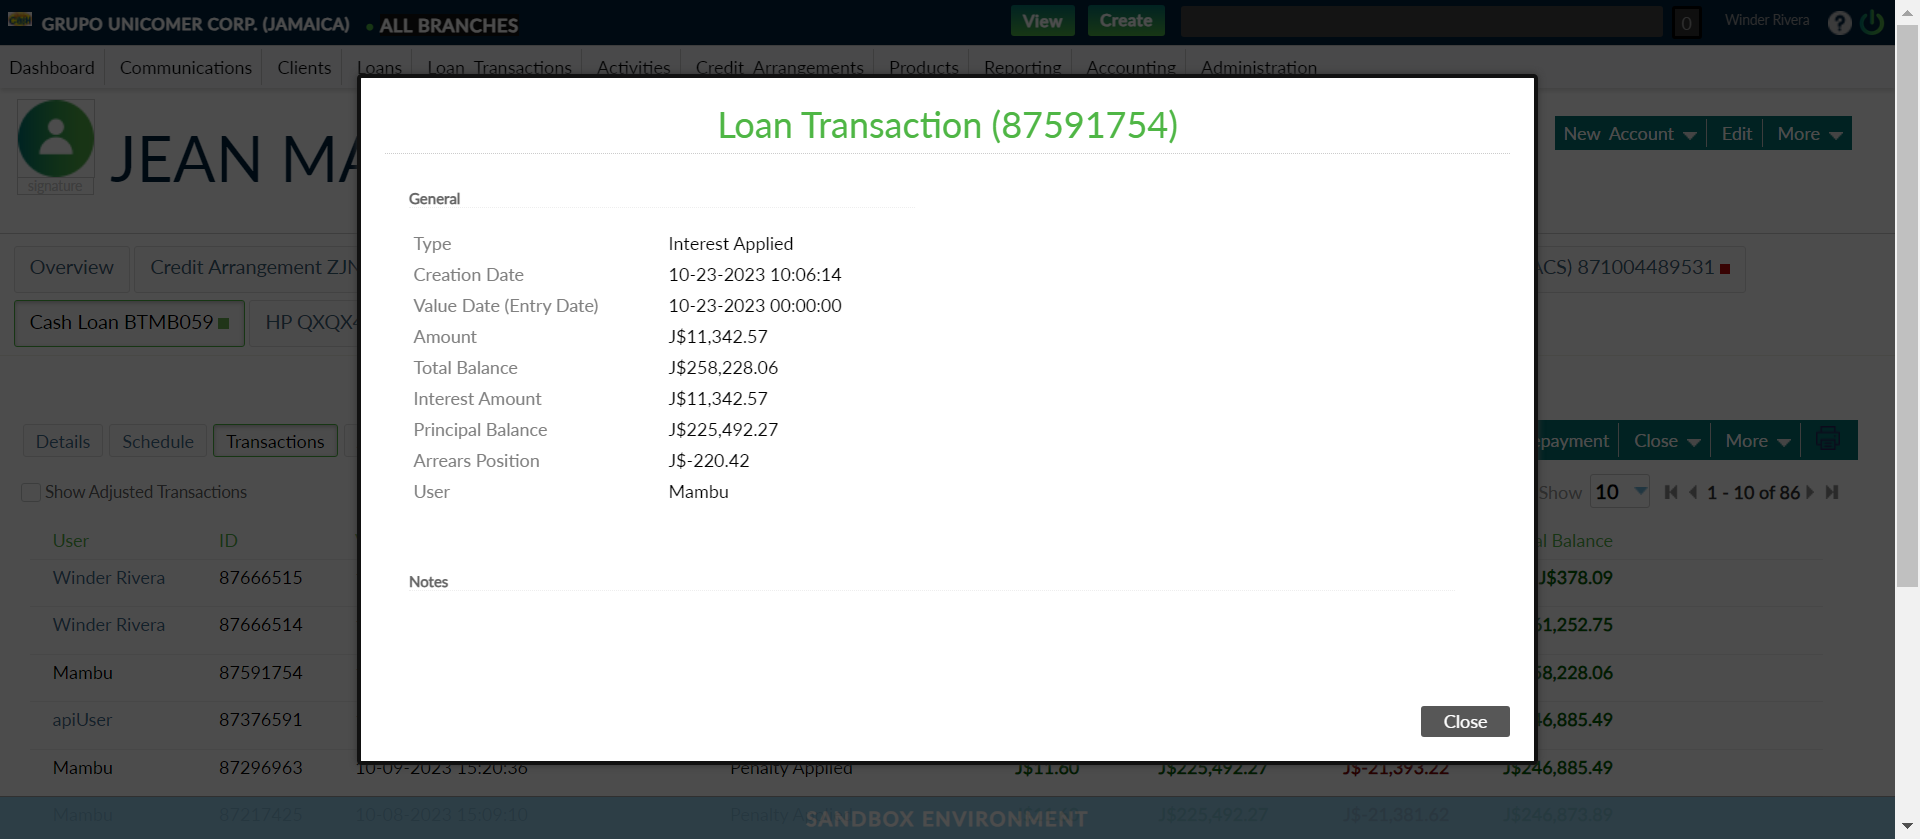 GRUPO UNICOMER CORP. (JAMAICA) • ALL BRANCHES View Create 0 Winder Rivera ?
Dashboard Communications Clients Loans Loan Transactions Activities Credit Arrangements Products Reporting Accounting Administration
Loan Transaction (87591754)
signature JEAN MA New Account Edit More
General
Type Interest Applied
Overview Credit Arrangement ZJN ACS) 871004489531
Creation Date 10-23-2023 10:06:14
Value Date (Entry Date) 10-23-2023 00:00:00
Cash Loan BTMB059 HP QXQX4
Amount J$11,342.57
Total Balance J$258,228.06
Interest Amount J$11,342.57
Principal Balance J$225,492.27
Details Schedule Transactions epayment Close More
Arrears Position J$-220.42
User Mambu
Show Adjusted Transactions Show 10 1 - 10 of 86
User ID al Balance
Winder Rivera 87666515 J$378.09
Notes
Winder Rivera 87666514 61,252.75
Mambu 87591754 58,228.06
apiUser 87376591 46,885.49
Close
Mambu 87296963 10-09-2023 15:20:36 Penalty Applied J$11.60 J$225,492.27 J$-21,393.22 J$246,885.49
Mambu 87217425 10-08-2023 15:09:10 Penalty A J$225,492.27 J$-21,381.62 J$246,873.89
SANDBOX ENVIRONMENT